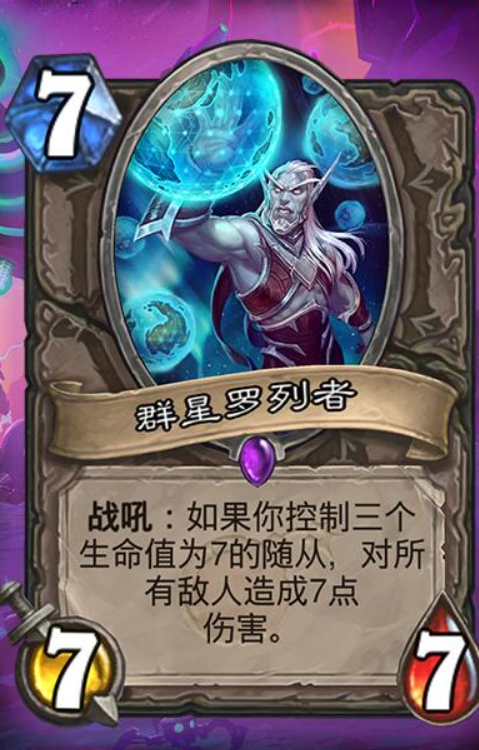 7
群星罗列者
战吼：如果你控制三个
生命值为7的随从，对所
有敌人造成7点
伤害。
7
7